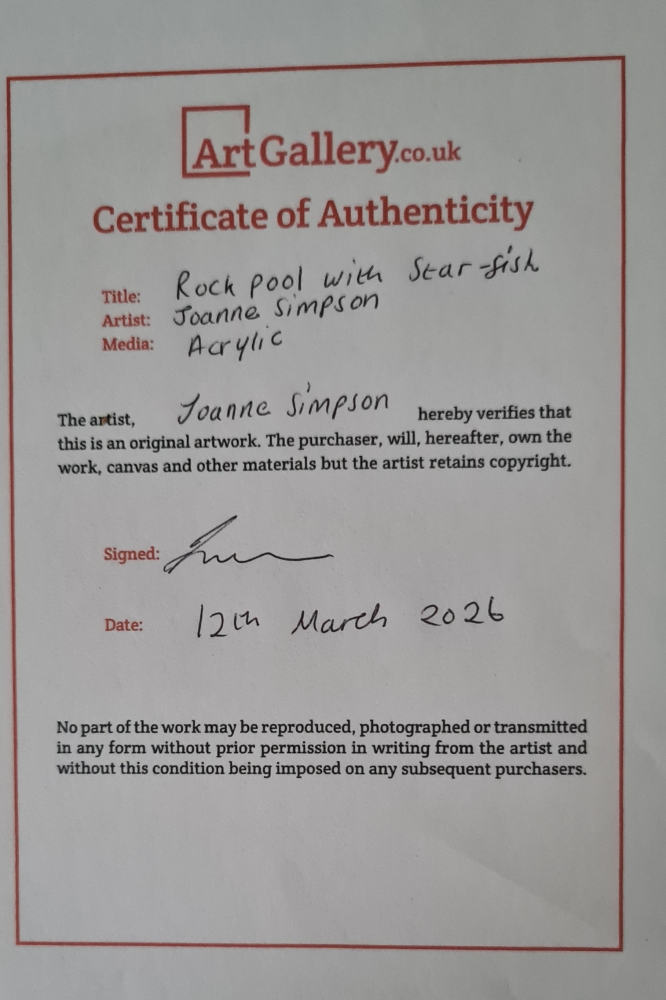 ArtGallery.co.uk
Certificate of Authenticity
Title: Rock pool with Star-fish
Artist: Joanne Simpson
Media: Acrylic
The artist, Joanne Simpson hereby verifies that
this is an original artwork. The purchaser, will, hereafter, own the
work, canvas and other materials but the artist retains copyright.
Signed:
Date: 12th March 2026
No part of the work may be reproduced, photographed or transmitted
in any form without prior permission in writing from the artist and
without this condition being imposed on any subsequent purchasers.